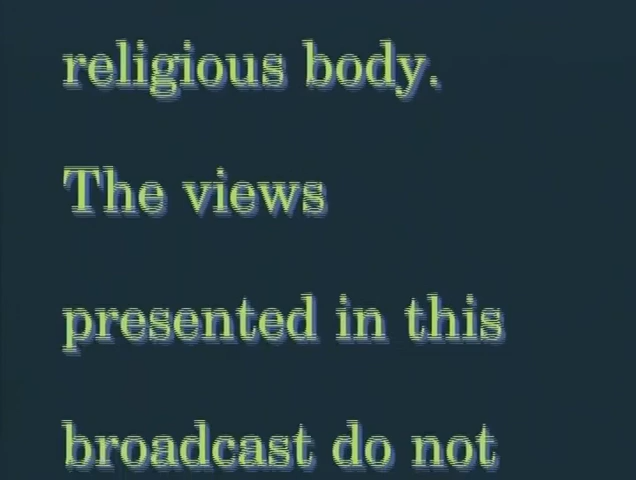 religious body.
The views
presented in this
broadcast do not